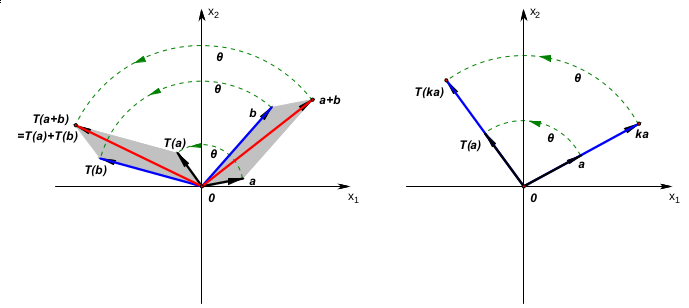 x2
θ
θ
b
a+b
T(a+b)
=T(a)+T(b)
T(a)
θ
T(b)
a
0
x1
x2
θ
T(ka)
θ
ka
T(a)
a
0
x1